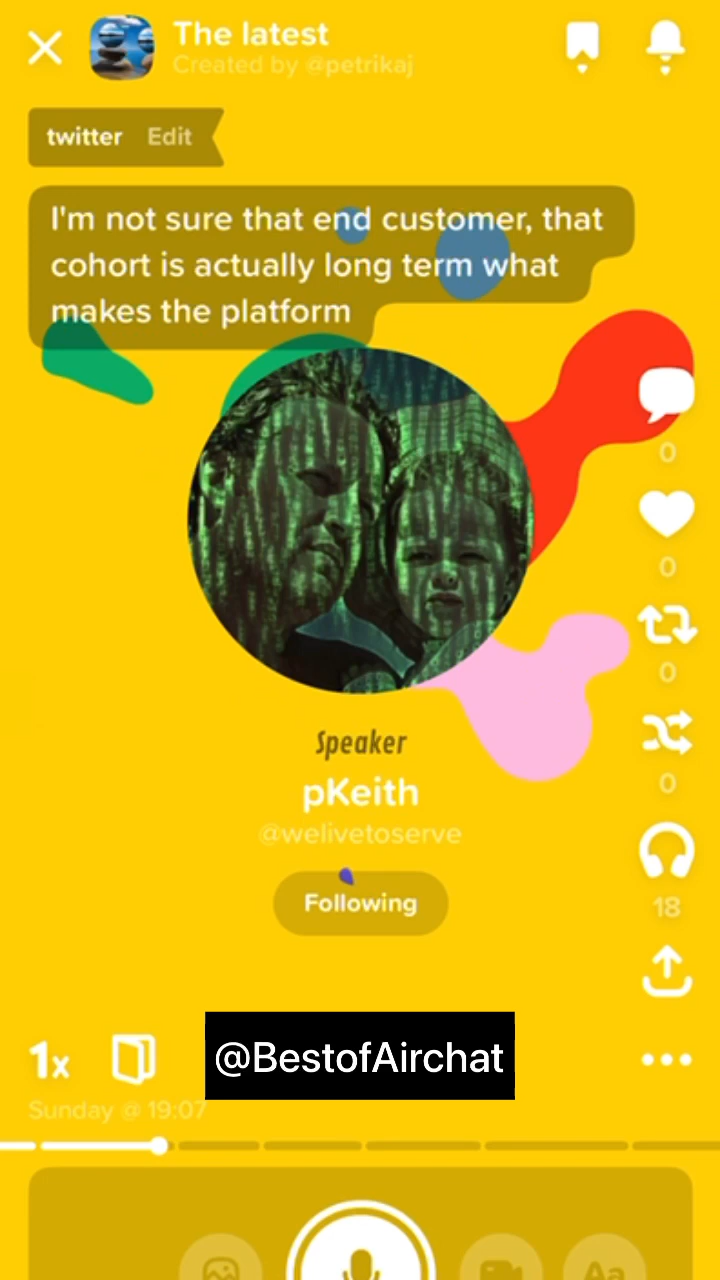 The latest
Created by @petrikaj
twitter Edit
I'm not sure that end customer, that
cohort is actually long term what
makes the platform
0
0
0
0
18
Speaker
pKeith
@welivetoserve
Following
@BestofAirchat
1x
Sunday @ 19:07
Aa